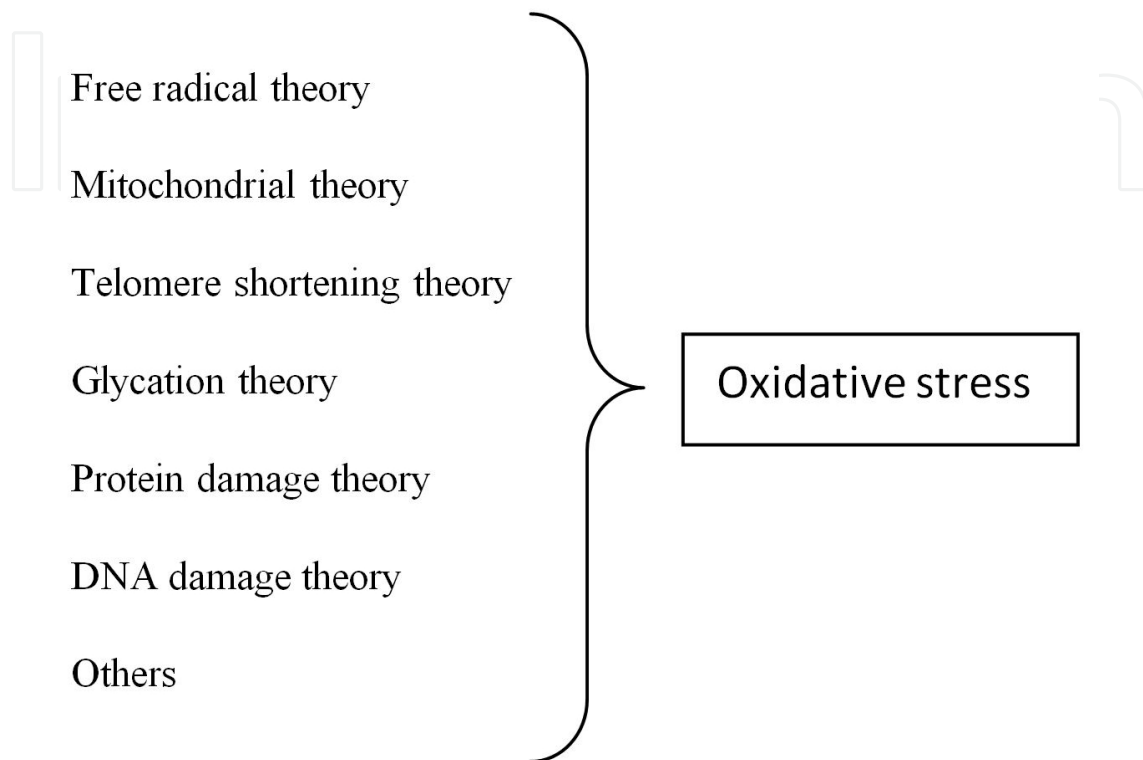 Free radical theory
Mitochondrial theory
Telomere shortening theory
Glycation theory
Oxidative stress
Protein damage theory
DNA damage theory
Others